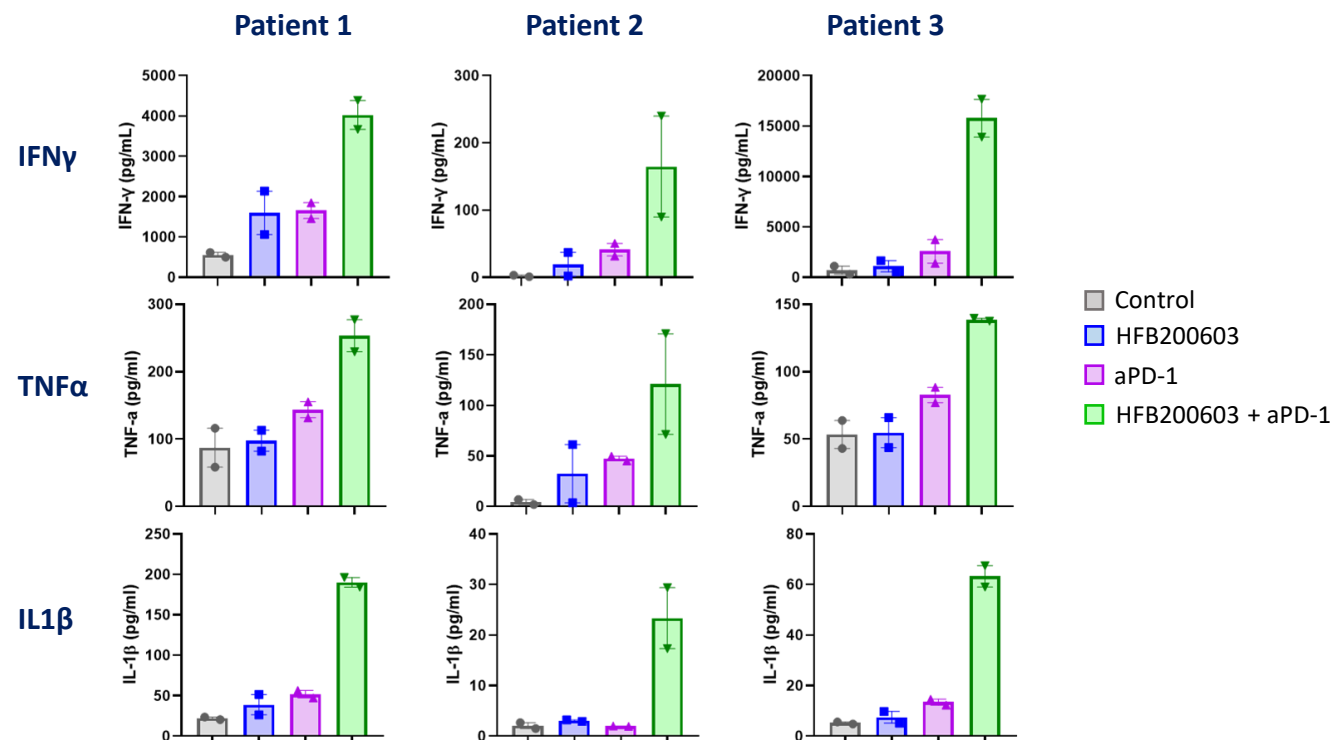 Patient 1 Patient 2 Patient 3
IFNγ
IFN-γ (pg/mL)
5000
4000
3000
2000
1000
0
IFN-γ (pg/mL)
300
200
100
0
IFN-γ (pg/mL)
20000
15000
10000
5000
0
TNFα
TNF-a (pg/ml)
300
200
100
0
TNF-a (pg/ml)
200
150
100
50
0
TNF-a (pg/ml)
150
100
50
0
IL1β
IL-1β (pg/ml)
250
200
150
100
50
0
IL-1β (pg/ml)
40
30
20
10
0
IL-1β (pg/ml)
80
60
40
20
0
Control
HFB200603
aPD-1
HFB200603 + aPD-1